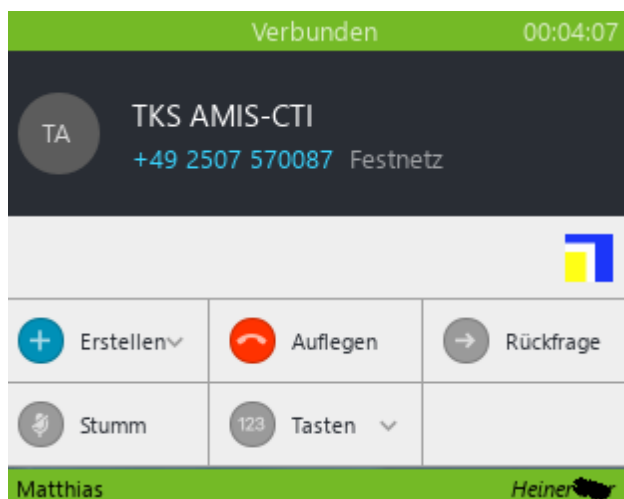 Verbunden 00:04:07
TA
TKS AMIS-CTI
+49 2507 570087 Festnetz
Erstellen Auflegen Rückfrage
Stumm 123 Tasten
Matthias Heiner